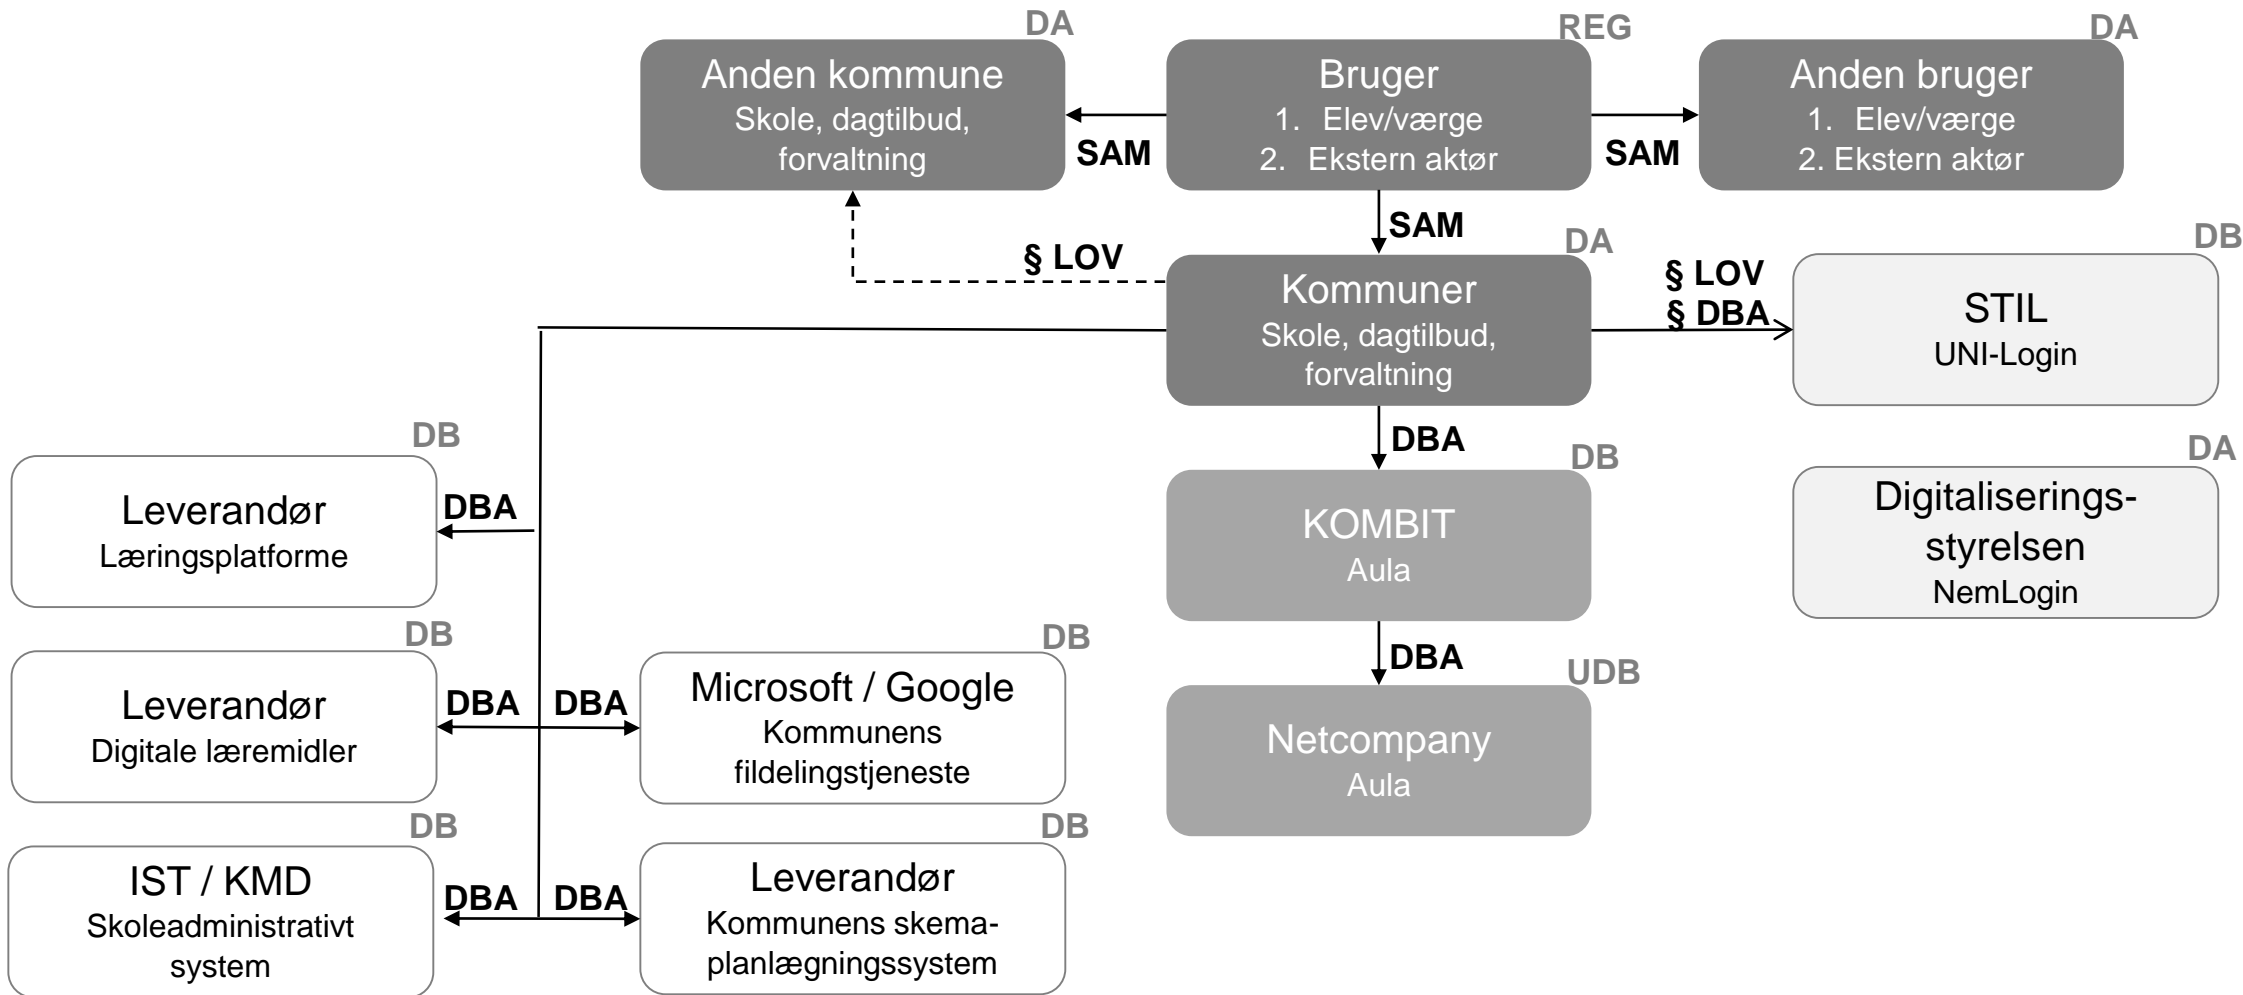 DA
Anden kommune
Skole, dagtilbud,
forvaltning
REG
Bruger
1. Elev/værge
2. Ekstern aktør
DA
Anden bruger
1. Elev/værge
2. Ekstern aktør
SAM
SAM
SAM
§ LOV
DA
Kommuner
Skole, dagtilbud,
forvaltning
§ LOV
§ DBA
DB
STIL
UNI-Login
DBA
DB
Leverandør
Læringsplatforme
DBA
DB
KOMBIT
Aula
DA
Digitaliserings-
styrelsen
NemLogin
DB
Leverandør
Digitale læremidler
DBA
DBA
DB
Microsoft / Google
Kommunens
fildelingstjeneste
DBA
UDB
Netcompany
Aula
DB
IST / KMD
Skoleadministrativt
system
DBA
DBA
DB
Leverandør
Kommunens skema-
planlægningssystem